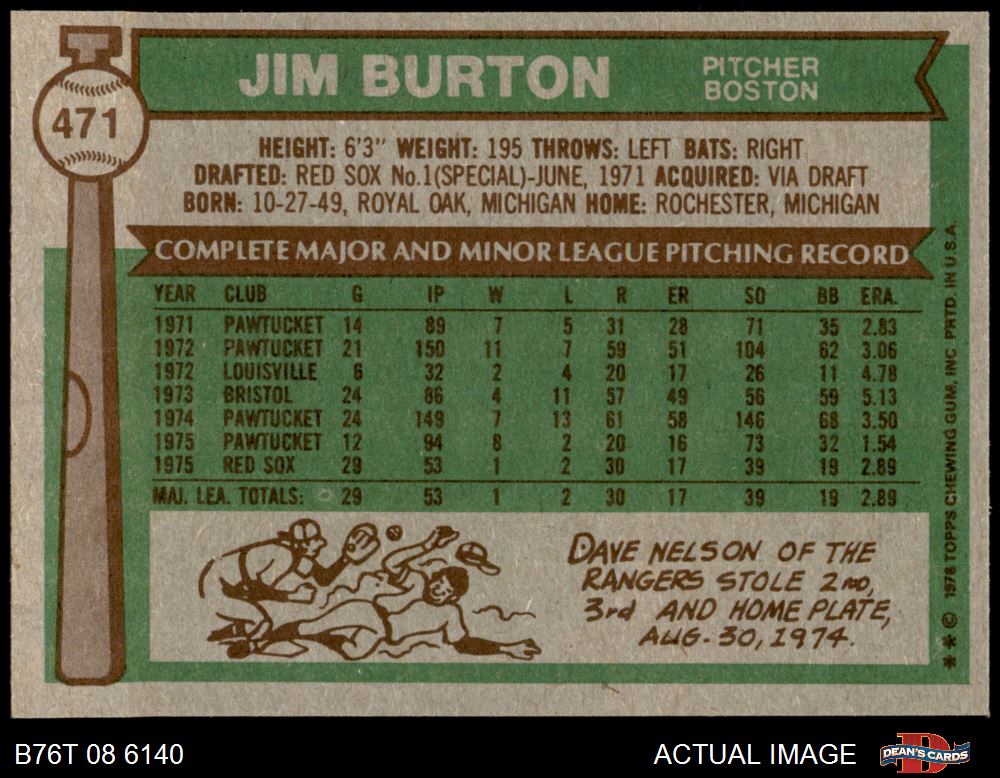 471
JIM BURTON
PITCHER
BOSTON
HEIGHT: 6'3" WEIGHT: 195 THROWS: LEFT BATS: RIGHT
DRAFTED: RED SOX No.1(SPECIAL)-JUNE, 1971 ACQUIRED: VIA DRAFT
BORN: 10-27-49, ROYAL OAK, MICHIGAN HOME: ROCHESTER, MICHIGAN
COMPLETE MAJOR AND MINOR LEAGUE PITCHING RECORD
YEAR CLUB G IP W L R ER SO BB ERA.
1971 PAWTUCKET 14 89 7 5 31 28 71 35 2.83
1972 PAWTUCKET 21 150 11 7 59 51 104 62 3.06
1972 LOUISVILLE 6 32 2 4 20 17 26 11 4.78
1973 BRISTOL 24 86 4 11 57 49 56 59 5.13
1974 PAWTUCKET 24 149 7 13 61 58 146 68 3.50
1975 PAWTUCKET 12 94 8 2 20 16 73 32 1.54
1975 RED SOX 29 53 1 2 30 17 39 19 2.89
MAJ. LEA. TOTALS: 29 53 1 2 30 17 39 19 2.89
DAVE NELSON OF THE
RANGERS STOLE 2ND,
3rd AND HOME PLATE,
AUG. 30, 1974.
**© 1976 TOPPS CHEWING GUM, INC PRTD. IN U.S.A.
B76T 08 6140
ACTUAL IMAGE
D
DEAN'S CARDS